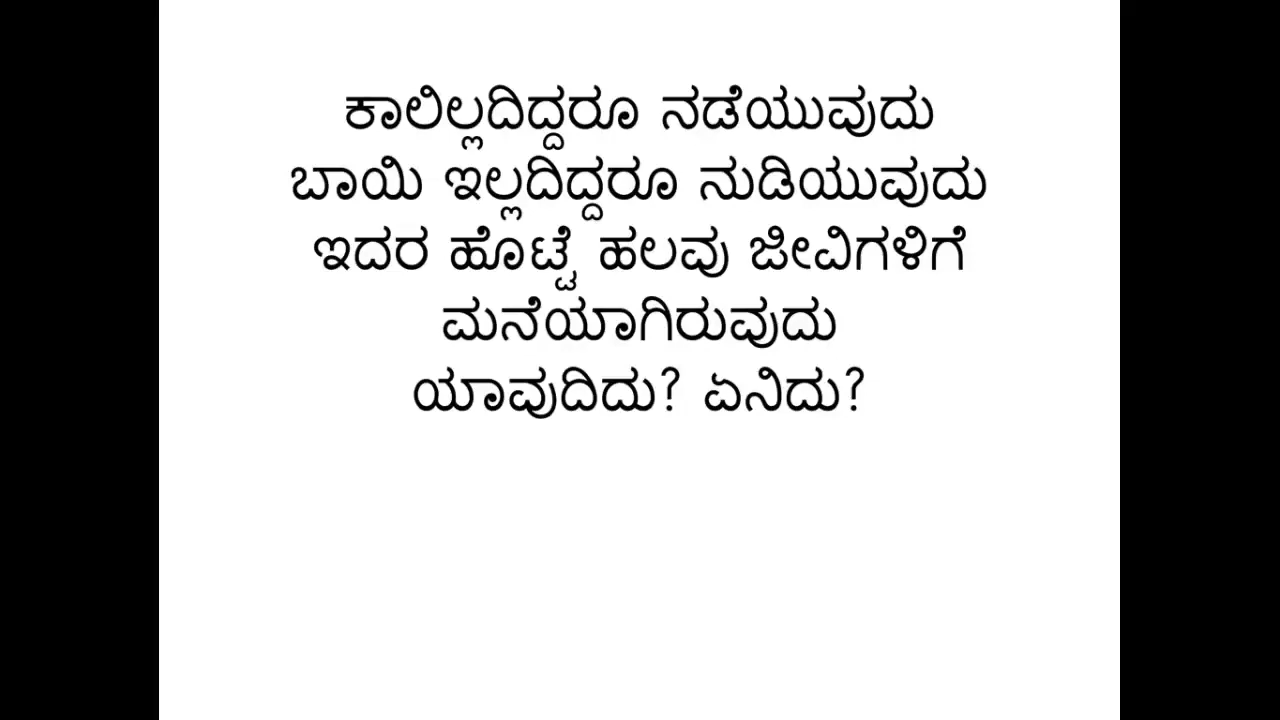 ಕಾಲಿಲ್ಲದಿದ್ದರೂ ನಡೆಯುವುದು
ಬಾಯಿ ಇಲ್ಲದಿದ್ದರೂ ನುಡಿಯುವುದು
ಇದರ ಹೊಟ್ಟೆ ಹಲವು ಜೀವಿಗಳಿಗೆ
ಮನೆಯಾಗಿರುವುದು
ಯಾವುದಿದು? ಏನಿದು?